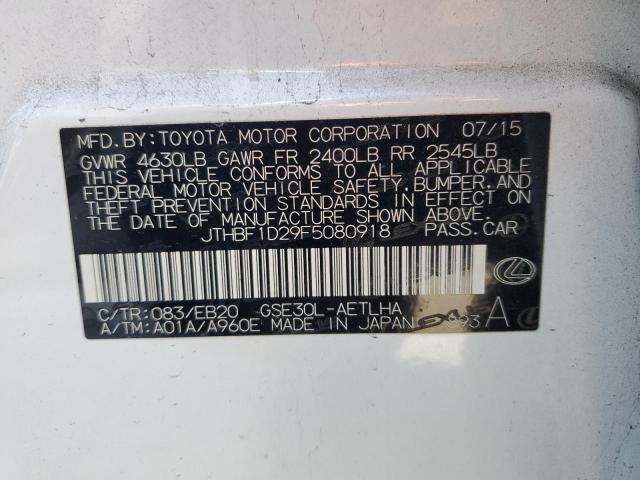 MFD. BY: TOYOTA MOTOR CORPORATION 07/15
GVWR 4630LB GAWR FR 2400LB RR 2545LB
THIS VEHICLE CONFORMS TO ALL APPLICABLE
FEDERAL MOTOR VEHICLE SAFETY, BUMPER, AND
THEFT PREVENTION STANDARDS IN EFFECT ON
THE DATE OF MANUFACTURE SHOWN ABOVE.
JTHBF1D29F5080918 PASS. CAR
C/TR: 083/EB20 GSE30L-AETLHA
A/TM: A01A/A960E MADE IN JAPAN 93 A